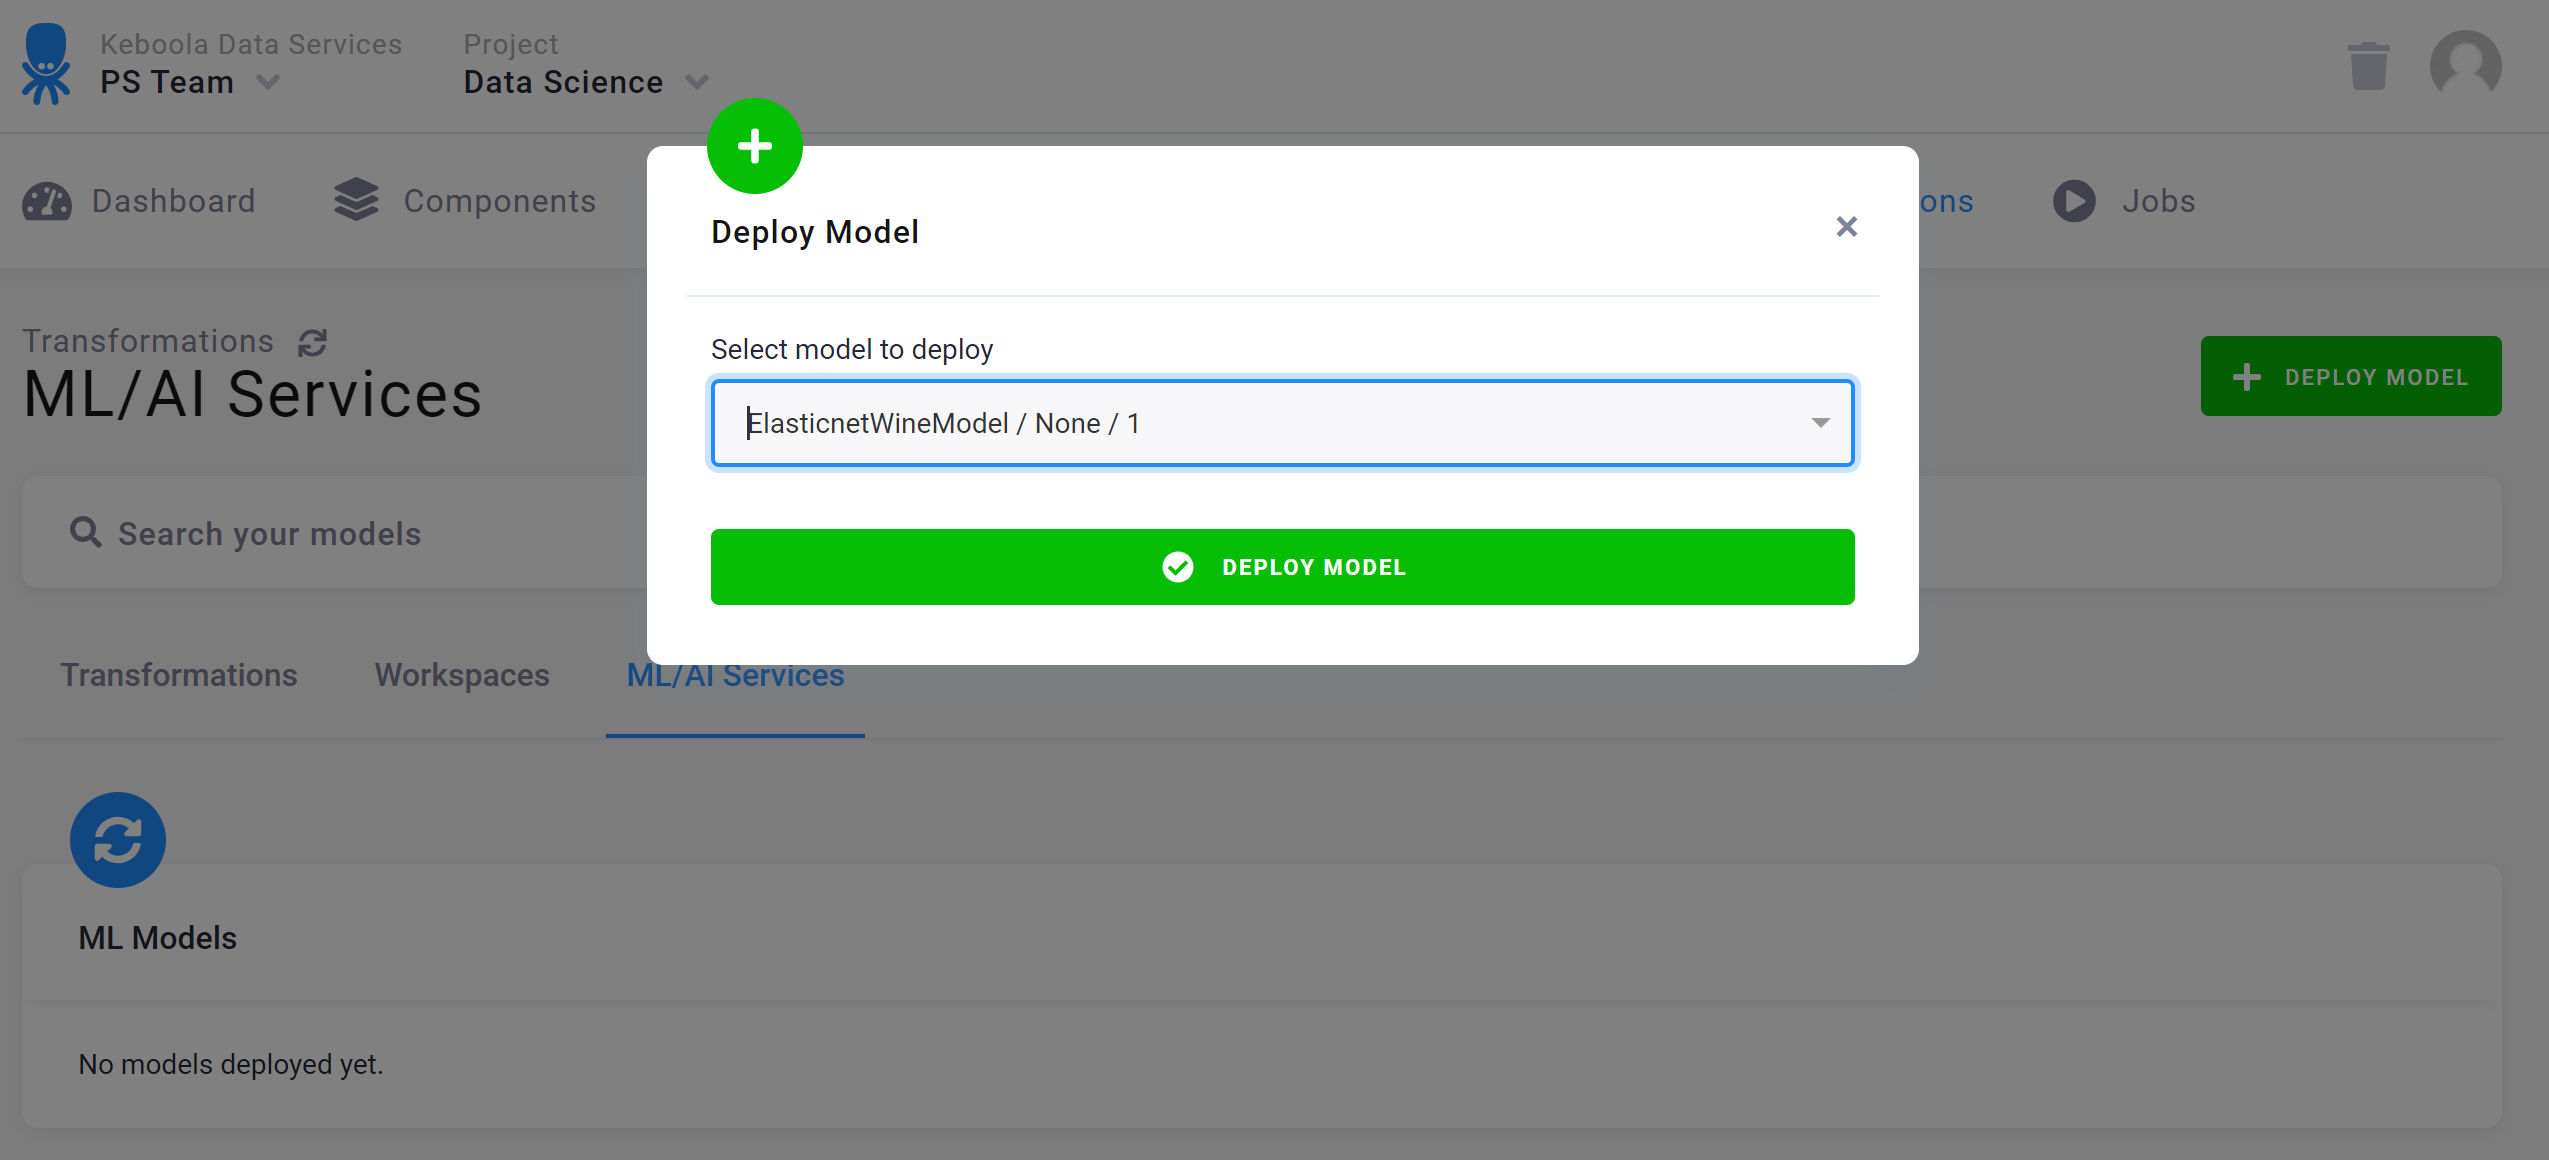 Keboola Data Services
PS Team
Project
Data Science
Dashboard
Components
ons
Jobs
Deploy Model
Select model to deploy
ElasticnetWineModel / None / 1
DEPLOY MODEL
Transformations
ML/AI Services
DEPLOY MODEL
Search your models
Transformations
Workspaces
ML/AI Services
ML Models
No models deployed yet.